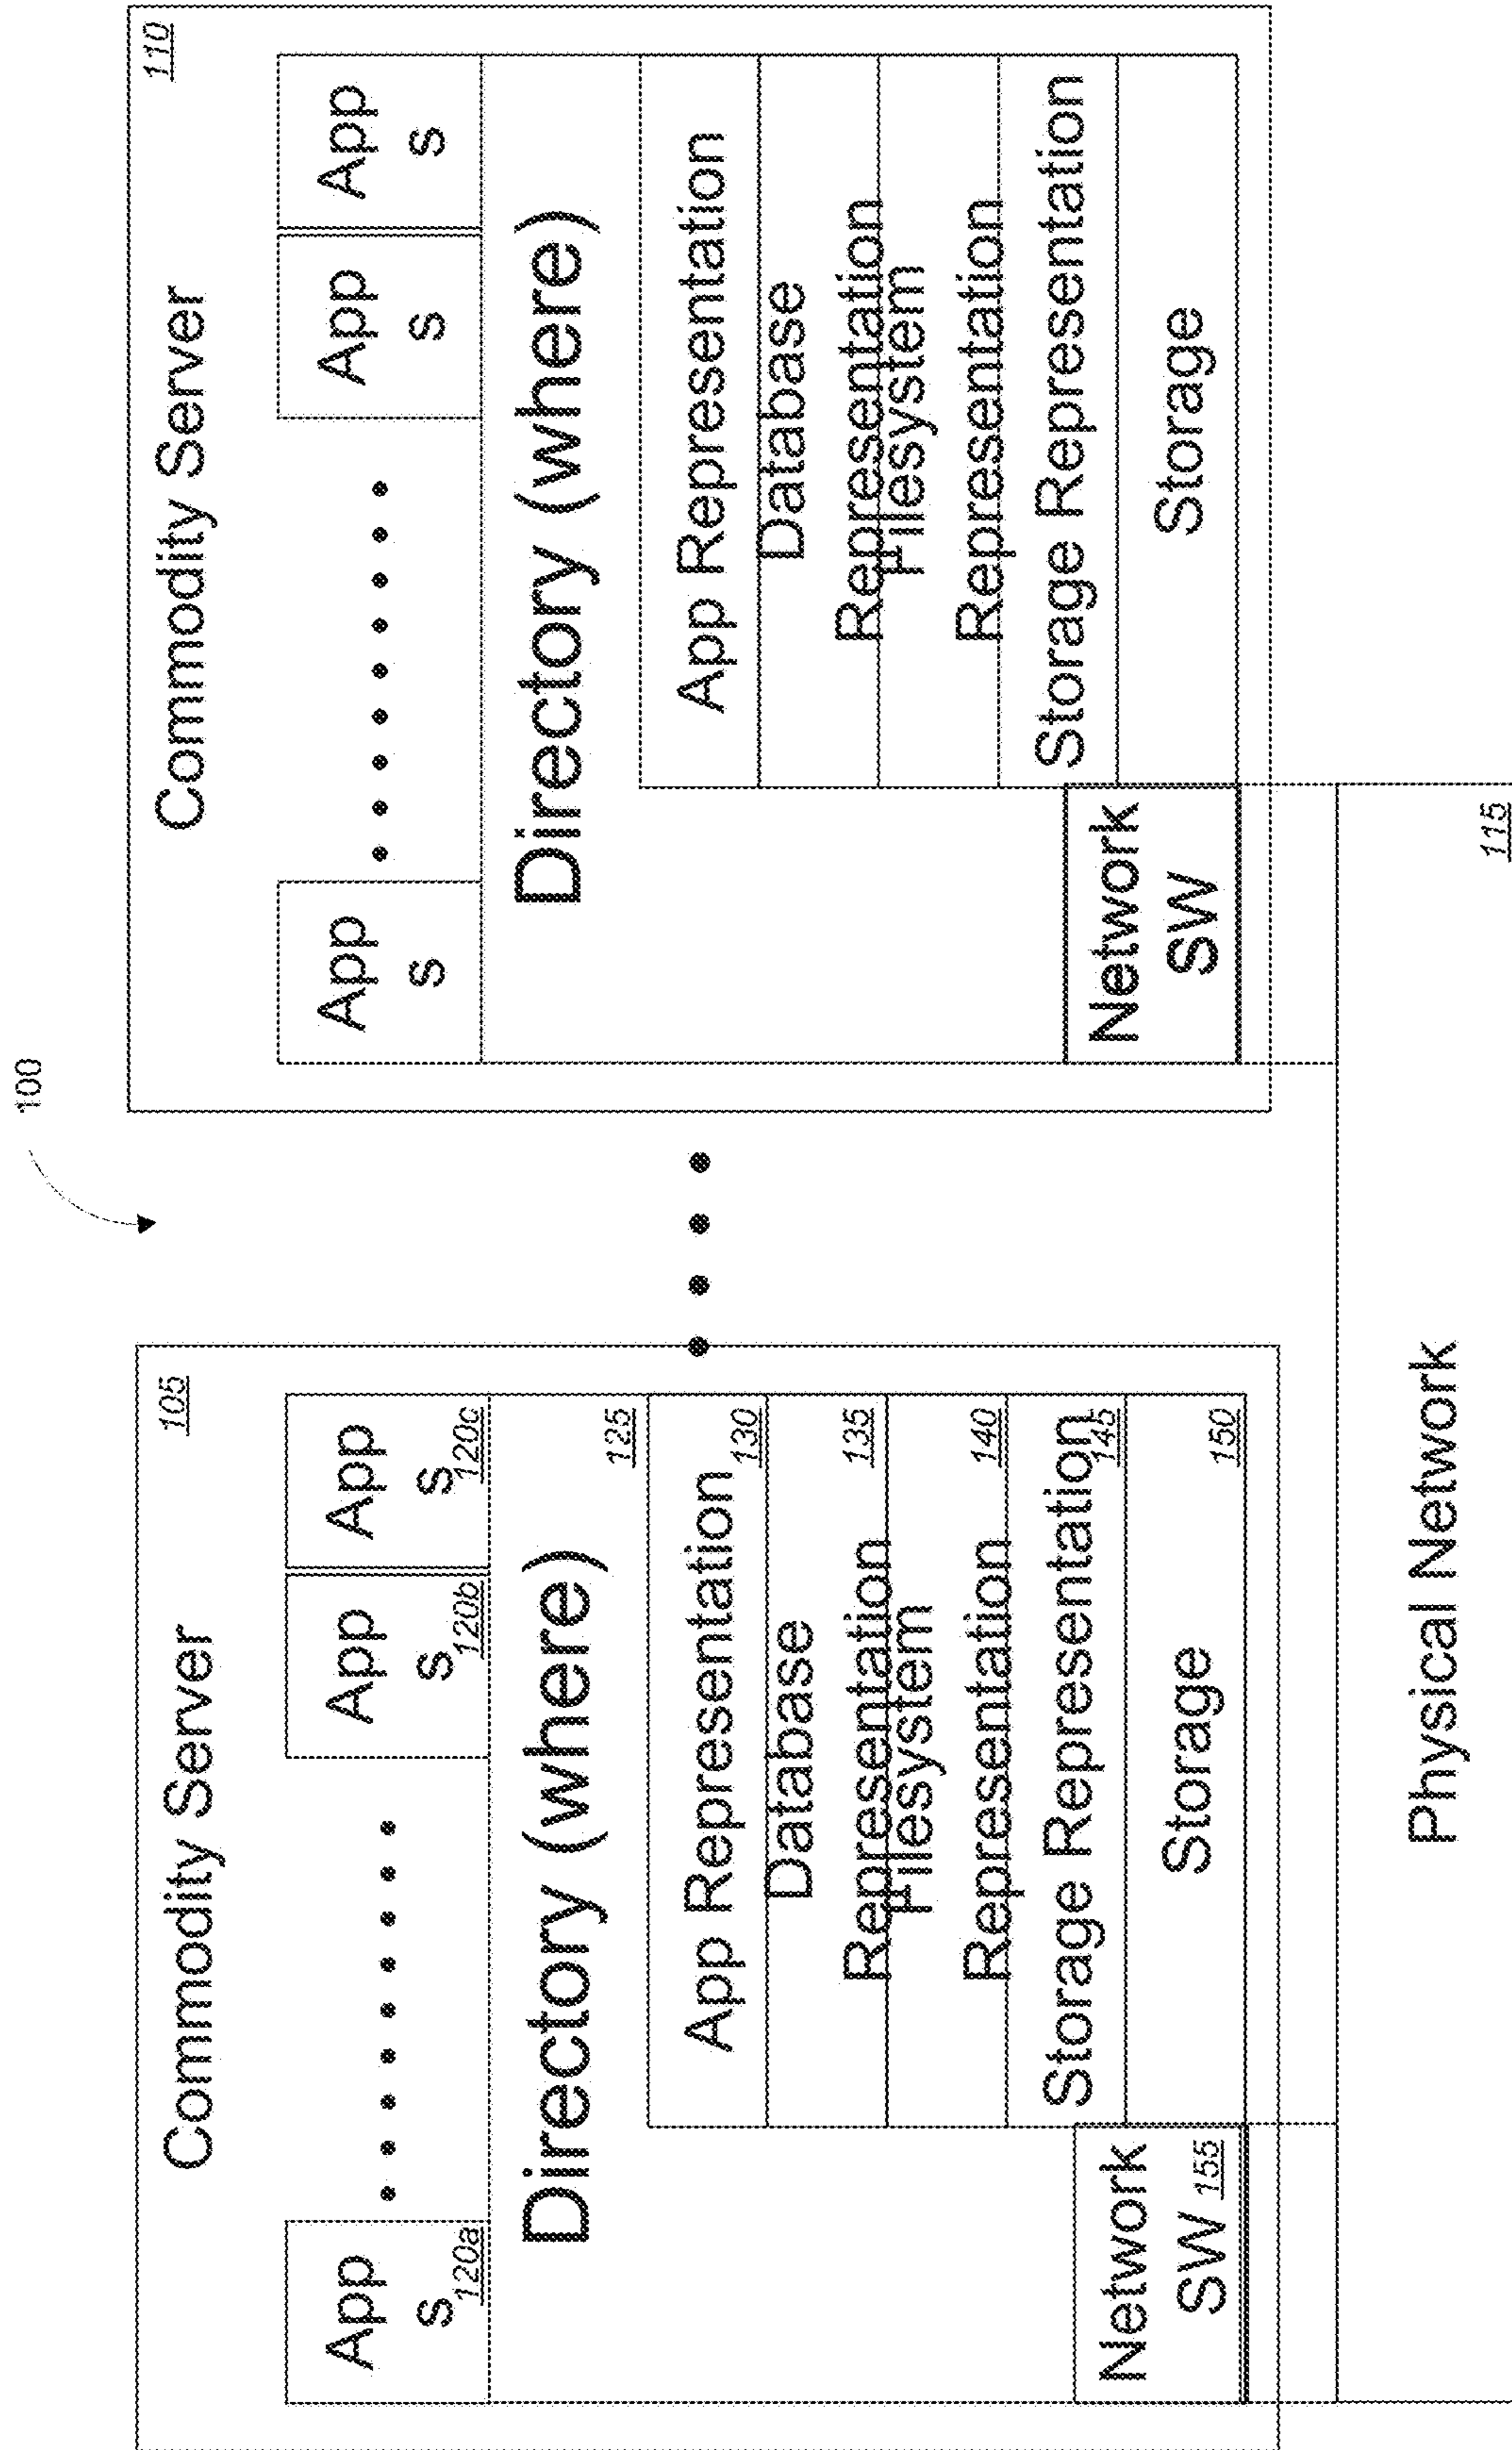 100
Commodity Server
105
App
s
120a
App
s
120b
App
s
120c
Directory (where)
125
App Representation
130
Database
Representation
135
Filesystem
Representation
140
Storage Representation
145
Storage
150
Network
SW
155
Commodity Server
110
App
s
App
s
App
s
Directory (where)
App Representation
Database
Representation
Filesystem
Representation
Storage Representation
Storage
Network
SW
Physical Network
115